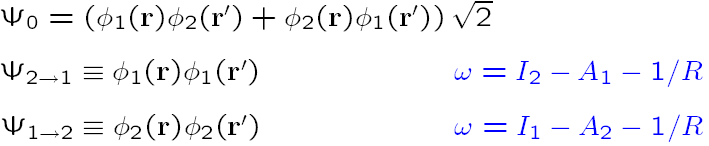 Ψ₀ = (ϕ₁(r)ϕ₂(r′) + ϕ₂(r)ϕ₁(r′)) √2
Ψ₂→₁ ≡ ϕ₁(r)ϕ₁(r′) ω = I₂ − A₁ − 1/R
Ψ₁→₂ ≡ ϕ₂(r)ϕ₂(r′) ω = I₁ − A₂ − 1/R